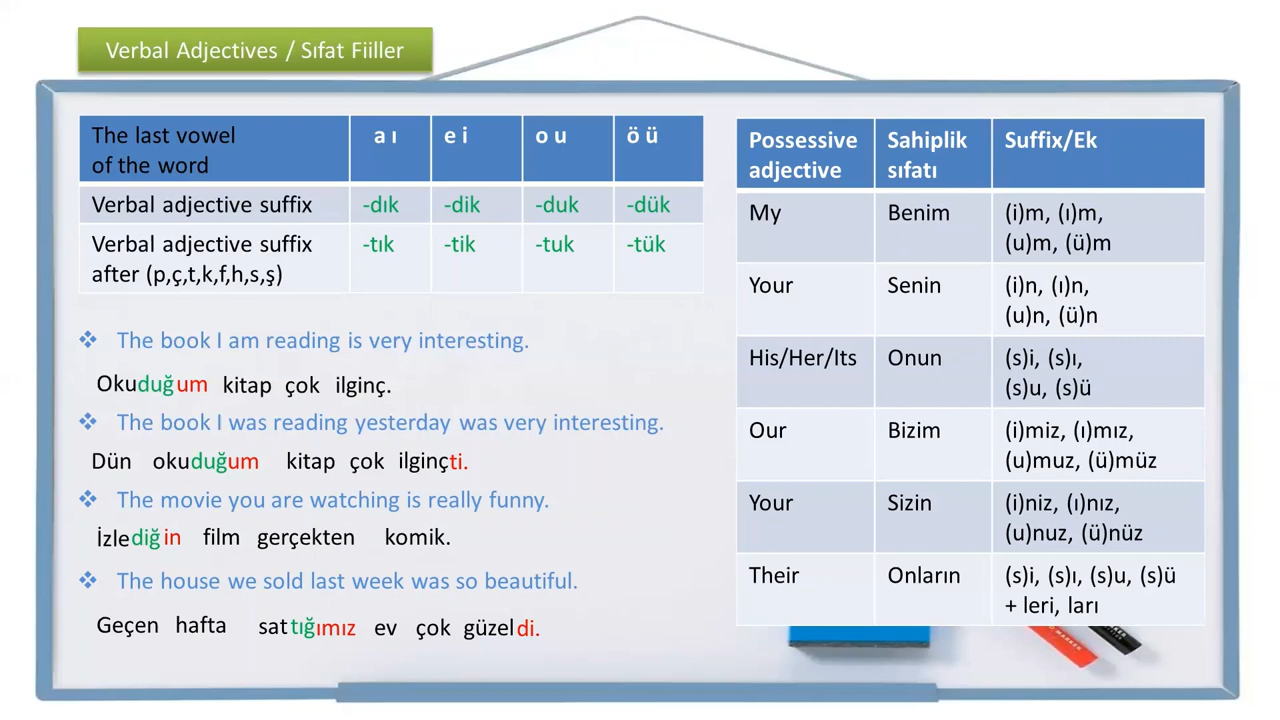 Verbal Adjectives / Sıfat Fiiller
The last vowel
of the word
a ı
e i
o u
ö ü
Verbal adjective suffix
-dık
-dik
-duk
-dük
Verbal adjective suffix
after (p,ç,t,k,f,h,s,ş)
-tık
-tik
-tuk
-tük
❖ The book I am reading is very interesting.
Okuduğum kitap çok ilginç.
❖ The book I was reading yesterday was very interesting.
Dün okuduğum kitap çok ilginçti.
❖ The movie you are watching is really funny.
İzlediğin film gerçekten komik.
❖ The house we sold last week was so beautiful.
Geçen hafta sattığımız ev çok güzeldi.
Possessive
adjective
Sahiplik
sıfatı
Suffix/Ek
My
Benim
(i)m, (ı)m,
(u)m, (ü)m
Your
Senin
(i)n, (ı)n,
(u)n, (ü)n
His/Her/Its
Onun
(s)i, (s)ı,
(s)u, (s)ü
Our
Bizim
(i)miz, (ı)mız,
(u)muz, (ü)müz
Your
Sizin
(i)niz, (ı)nız,
(u)nuz, (ü)nüz
Their
Onların
(s)i, (s)ı, (s)u, (s)ü
+ leri, ları
MARKER